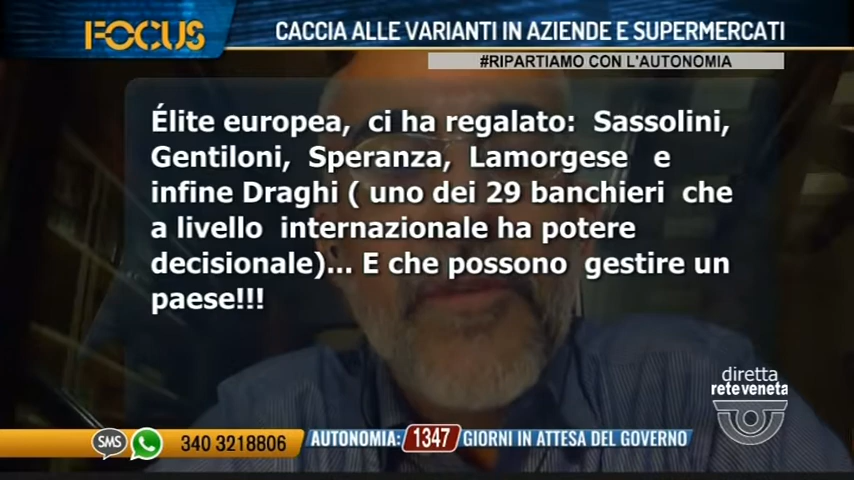 FOCUS
CACCIA ALLE VARIANTI IN AZIENDE E SUPERMERCATI
#RIPARTIAMO CON L'AUTONOMIA
Élite europea, ci ha regalato: Sassolini,
Gentiloni, Speranza, Lamorgese e
infine Draghi ( uno dei 29 banchieri che
a livello internazionale ha potere
decisionale)... E che possono gestire un
paese!!!
diretta
reteveneta
SMS 340 3218806 AUTONOMIA: 1347 GIORNI IN ATTESA DEL GOVERNO